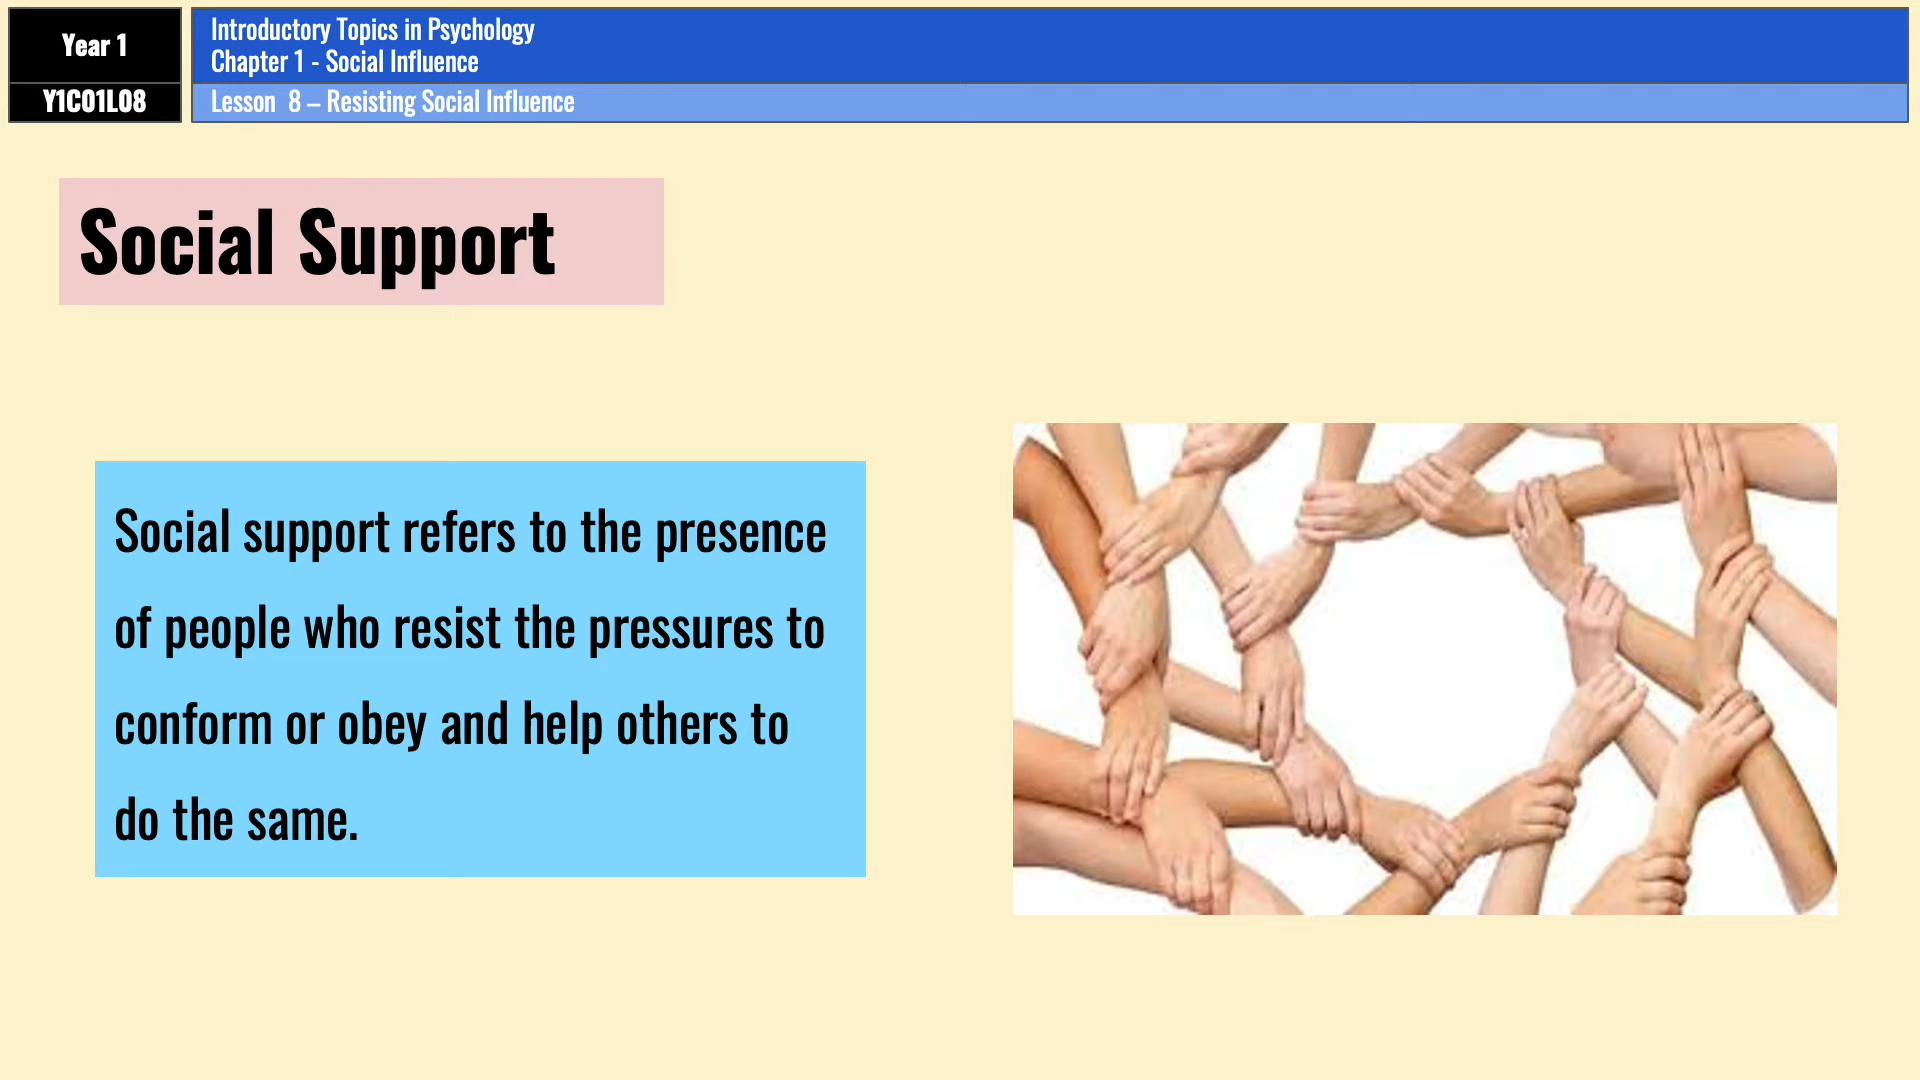 Year 1
Introductory Topics in Psychology
Chapter 1 - Social Influence
Y1C01L08
Lesson  8 – Resisting Social Influence
Social Support
Social support refers to the presence
of people who resist the pressures to
conform or obey and help others to
do the same.